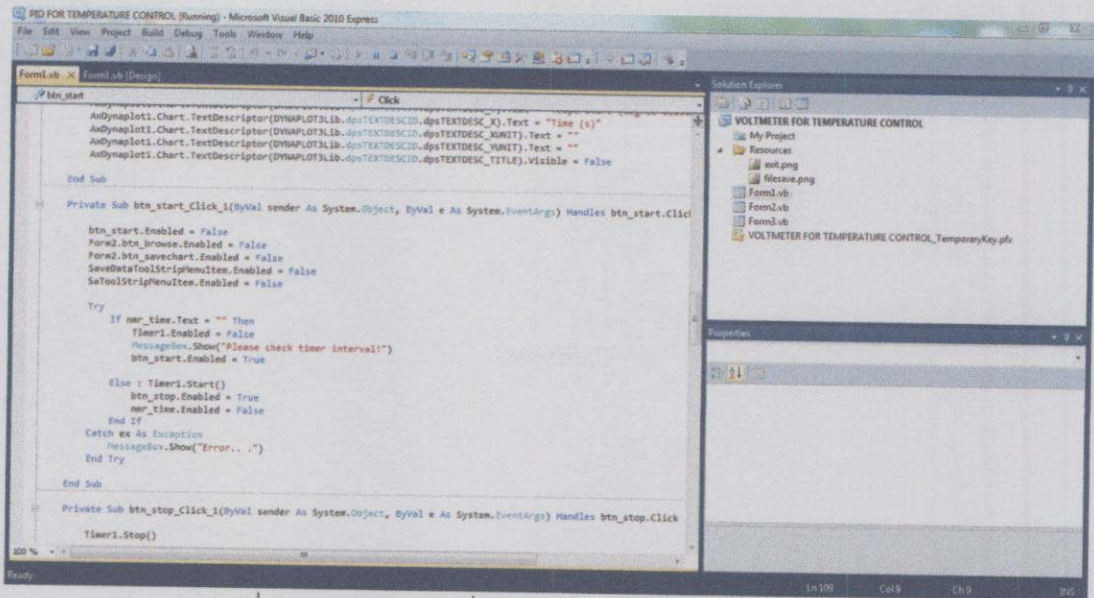 PID FOR TEMPERATURE CONTROL (Running) - Microsoft Visual Basic 2010 Express
File Edit View Project Build Debug Tools Window Help
Form1.vb × Form1.vb [Design]
btn_start
Click
AxDynaplot1.Chart.TextDescriptor(DYNAPLOT3Lib.dpsTEXTDESCID.dpsTEXTDESC_X).Text = "Time (s)"
AxDynaplot1.Chart.TextDescriptor(DYNAPLOT3Lib.dpsTEXTDESCID.dpsTEXTDESC_XUNIT).Text = ""
AxDynaplot1.Chart.TextDescriptor(DYNAPLOT3Lib.dpsTEXTDESCID.dpsTEXTDESC_YUNIT).Text = ""
AxDynaplot1.Chart.TextDescriptor(DYNAPLOT3Lib.dpsTEXTDESCID.dpsTEXTDESC_TITLE).Visible = False
End Sub
Private Sub btn_start_Click_1(ByVal sender As System.Object, ByVal e As System.EventArgs) Handles btn_start.Click
btn_start.Enabled = False
Form2.btn_browse.Enabled = False
Form2.btn_savechart.Enabled = False
SaveDataToolStripMenuItem.Enabled = False
SaToolStripMenuItem.Enabled = False
Try
If nmr_time.Text = "" Then
Timer1.Enabled = False
MessageBox.Show("Please check timer interval!")
btn_start.Enabled = True
Else : Timer1.Start()
btn_stop.Enabled = True
nmr_time.Enabled = False
End If
Catch ex As Exception
MessageBox.Show("Error.. .")
End Try
End Sub
Private Sub btn_stop_Click_1(ByVal sender As System.Object, ByVal e As System.EventArgs) Handles btn_stop.Click
Timer1.Stop()
100 %
Solution Explorer
VOLTMETER FOR TEMPERATURE CONTROL
My Project
Resources
exit.png
filesave.png
Form1.vb
Form2.vb
Form3.vb
VOLTMETER FOR TEMPERATURE CONTROL_TemporaryKey.pfx
Properties
Ready
Ln 109 Col 9 Ch 9 INS